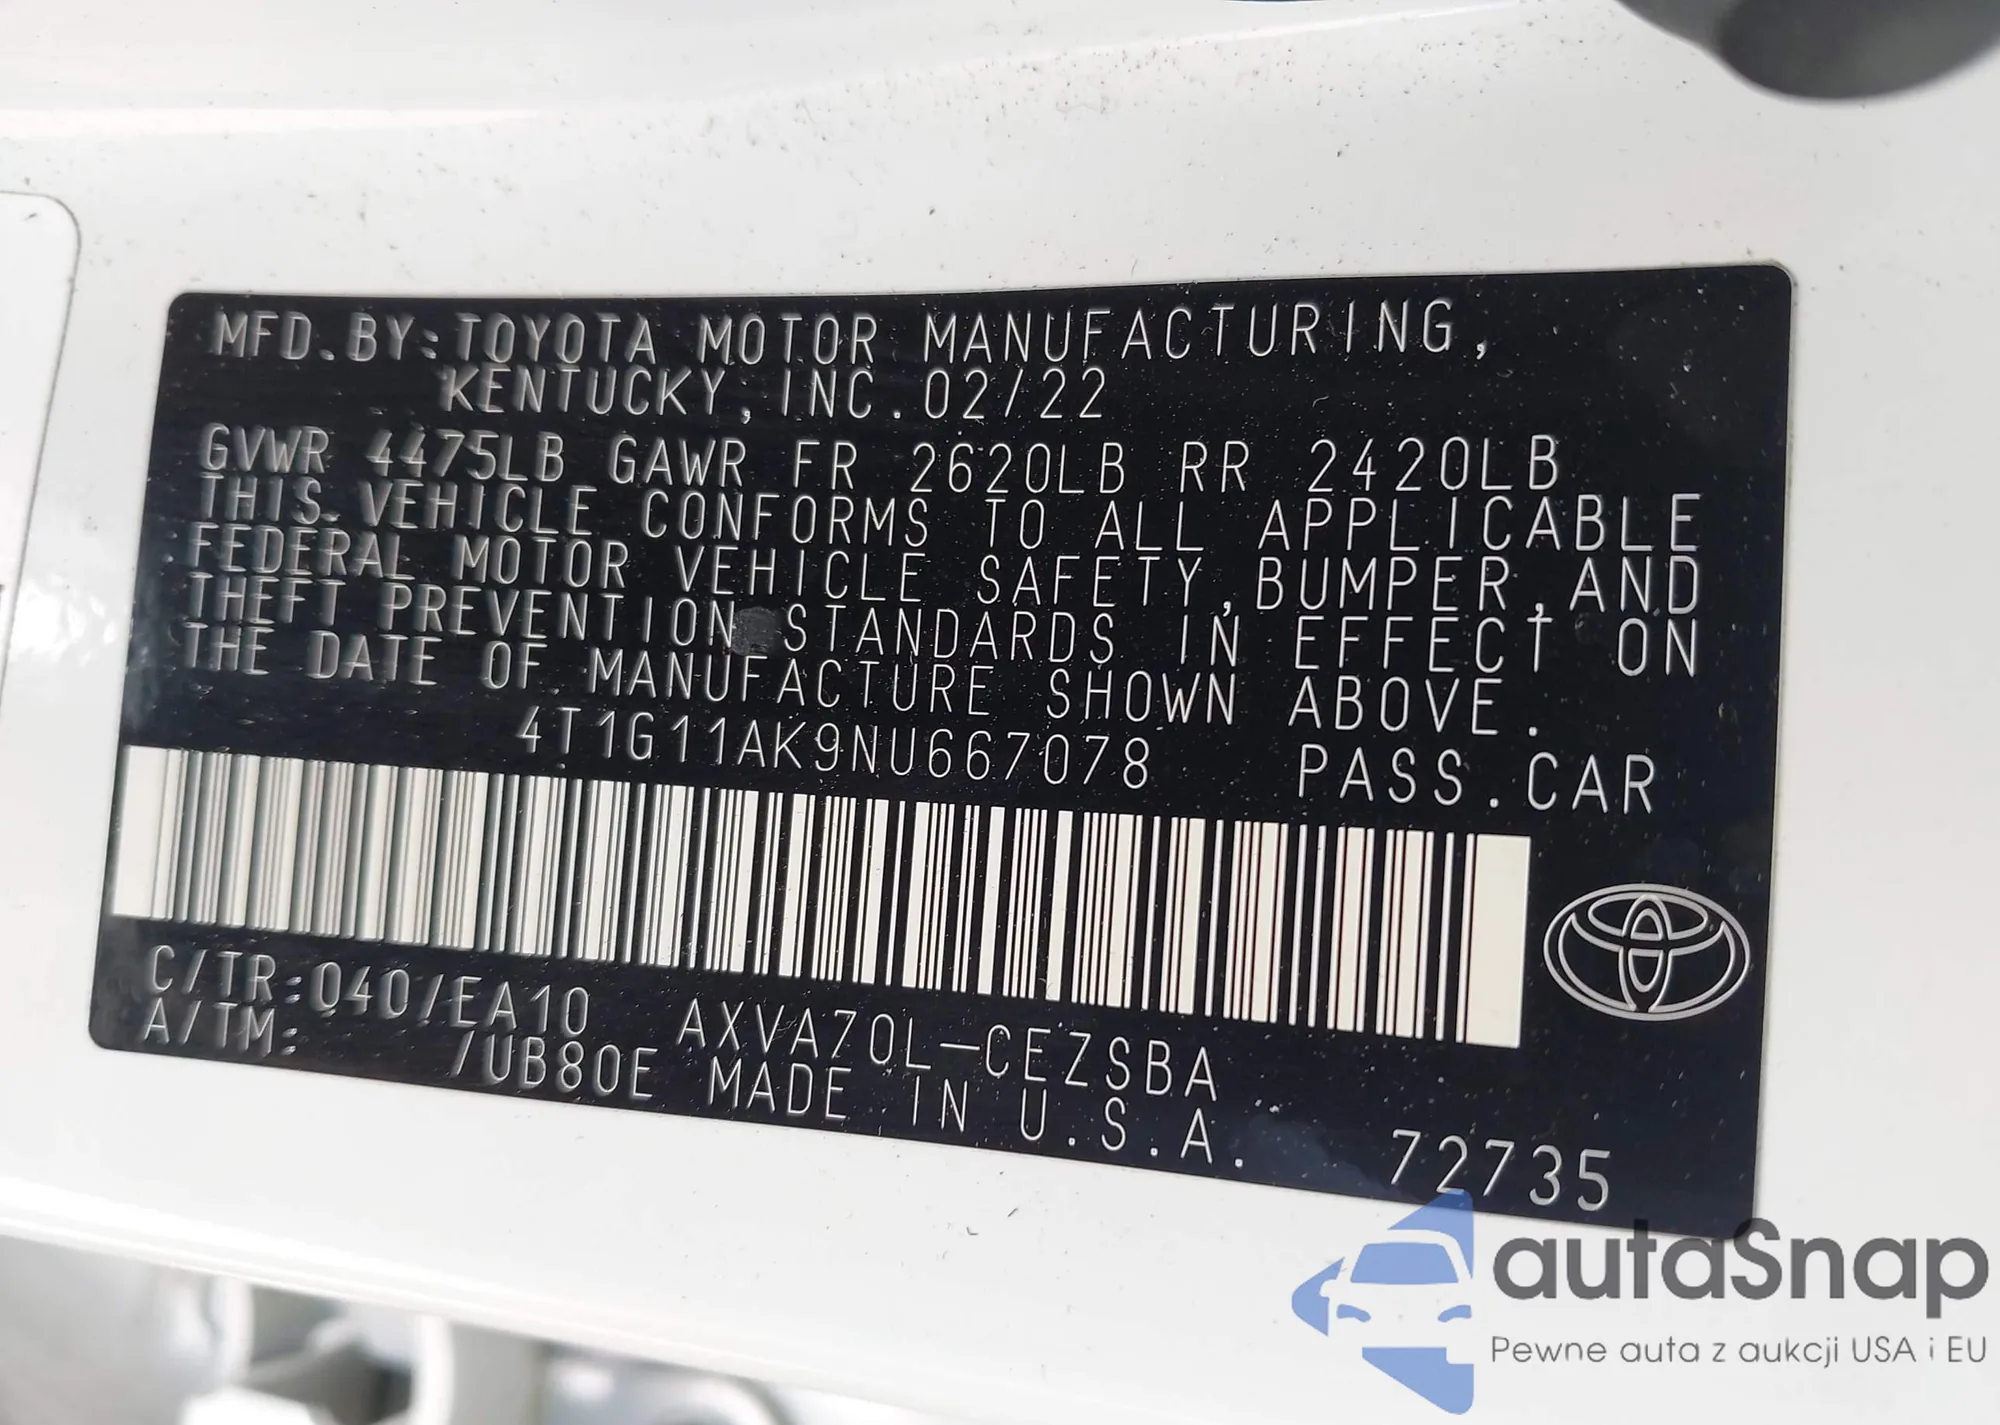 MFD.BY:TOYOTA MOTOR MANUFACTURING,
KENTUCKY, INC.02/22
GVWR 4475LB GAWR FR 2620LB RR 2420LB
THIS VEHICLE CONFORMS TO ALL APPLICABLE
FEDERAL MOTOR VEHICLE SAFETY,BUMPER,AND
THEFT PREVENTION STANDARDS IN EFFECT ON
THE DATE OF MANUFACTURE SHOWN ABOVE.
4T1G11AK9NU667078 PASS.CAR
C/TR:040/EA10 AXVA70L-CEZSBA
A/TM: /UB80E MADE IN U.S.A. 72735
autaSnap
Pewne auta z aukcji USA i EU